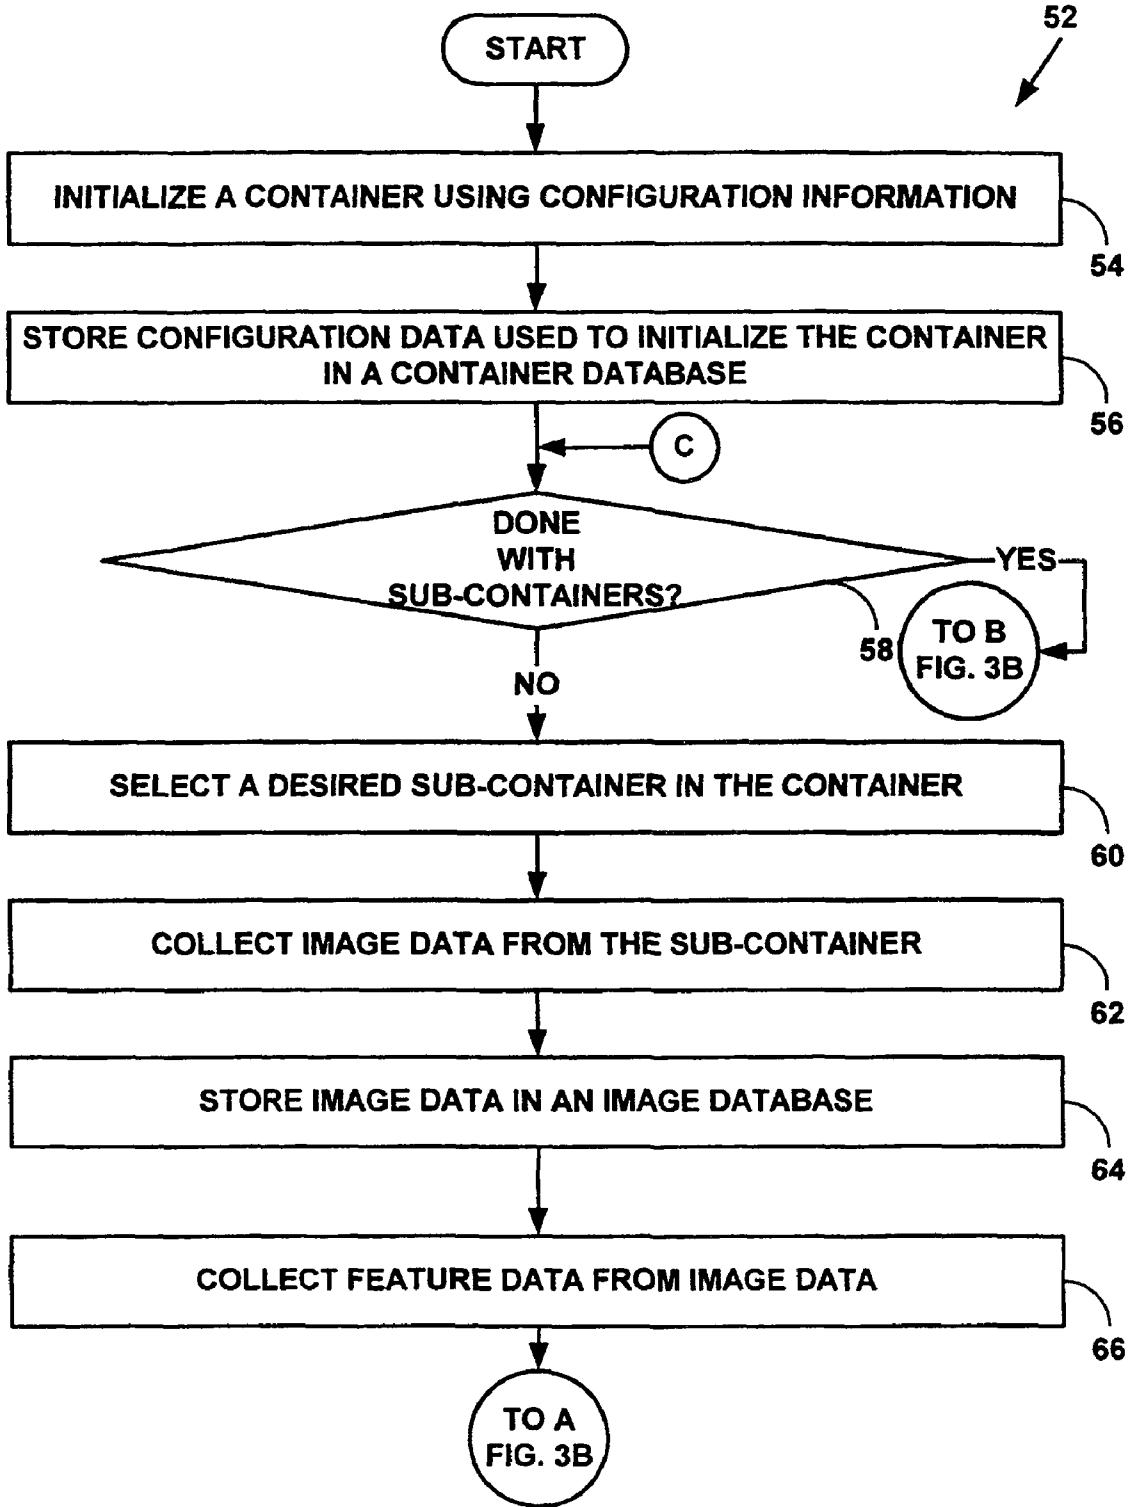 52
START
INITIALIZE A CONTAINER USING CONFIGURATION INFORMATION
54
STORE CONFIGURATION DATA USED TO INITIALIZE THE CONTAINER
IN A CONTAINER DATABASE
56
C
DONE
WITH
SUB-CONTAINERS?
YES
58
TO B
FIG. 3B
NO
SELECT A DESIRED SUB-CONTAINER IN THE CONTAINER
60
COLLECT IMAGE DATA FROM THE SUB-CONTAINER
62
STORE IMAGE DATA IN AN IMAGE DATABASE
64
COLLECT FEATURE DATA FROM IMAGE DATA
66
TO A
FIG. 3B